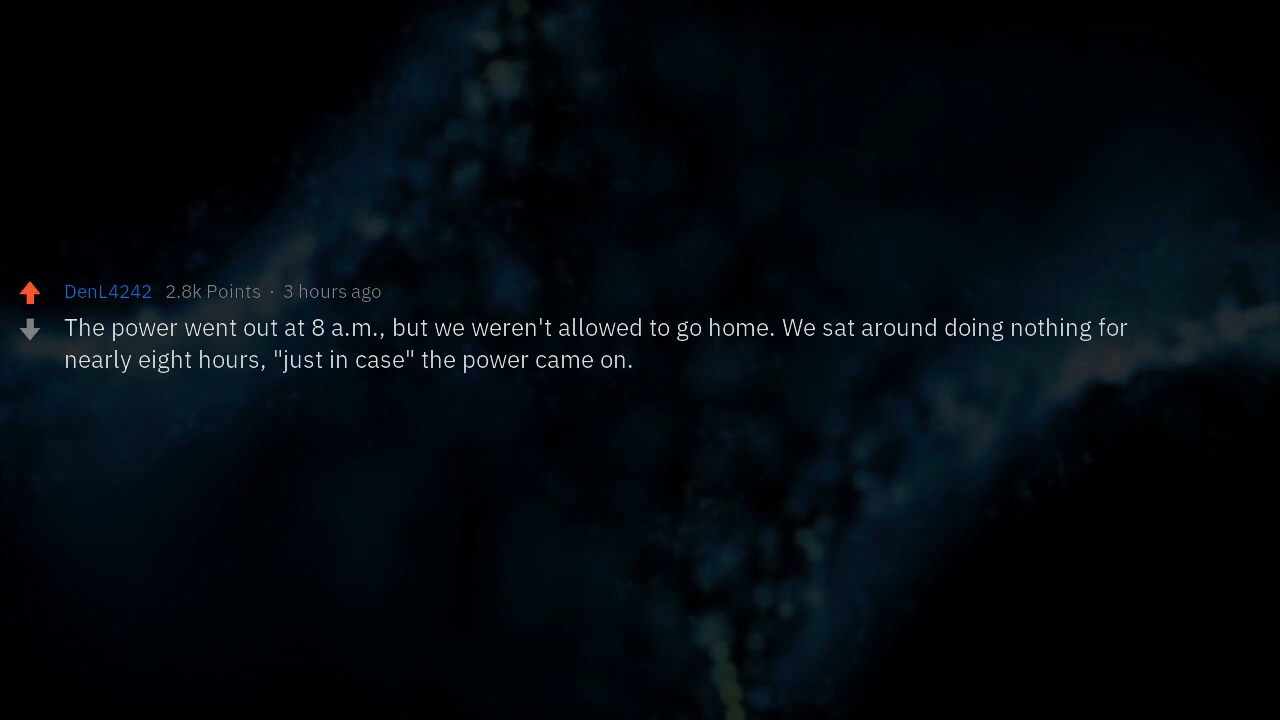 DenL4242 2.8k Points · 3 hours ago
The power went out at 8 a.m., but we weren't allowed to go home. We sat around doing nothing for
nearly eight hours, "just in case" the power came on.